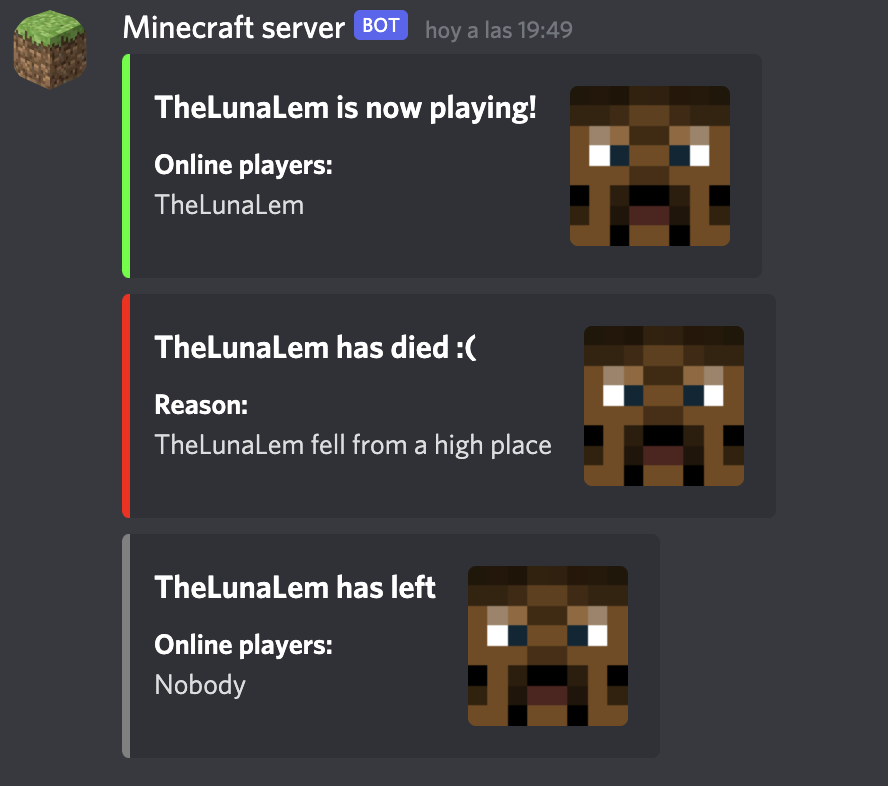 Minecraft server BOT hoy a las 19:49
TheLunaLem is now playing!
Online players:
TheLunaLem
TheLunaLem has died :(
Reason:
TheLunaLem fell from a high place
TheLunaLem has left
Online players:
Nobody